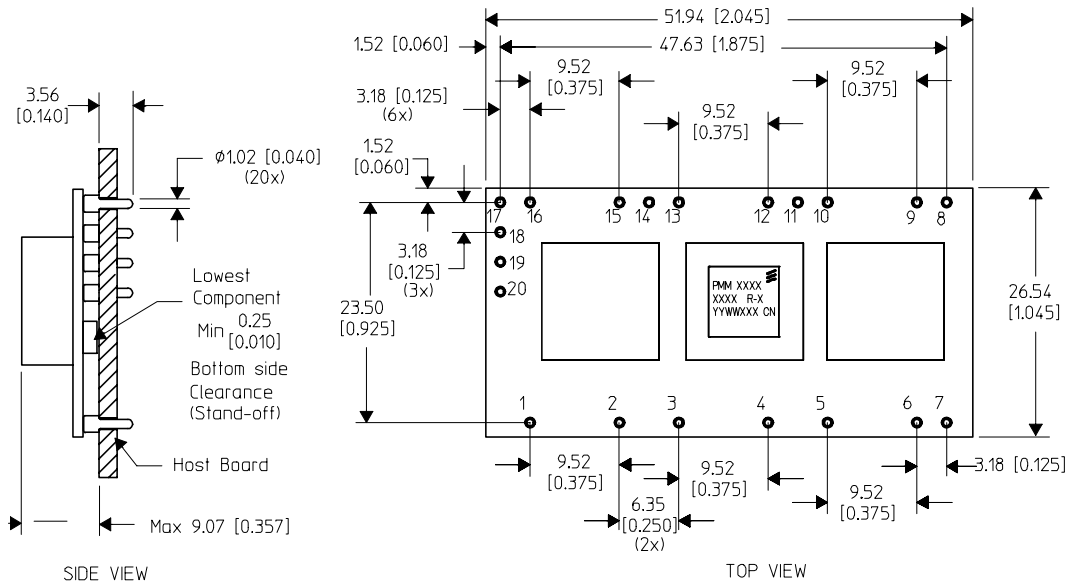 51.94 [2.045]
1.52 [0.060]
47.63 [1.875]
9.52
[0.375]
9.52
[0.375]
3.56
[0.140]
3.18 [0.125]
(6x)
9.52
[0.375]
1.52
[0.060]
ø1.02 [0.040]
(20x)
17
16
15
14
13
12
11
10
9
8
18
19
20
3.18
[0.125]
(3x)
Lowest
Component
Min 0.25
[0.010]
Bottom side
Clearance
(Stand-off)
23.50
[0.925]
PMM XXXX
XXXX R-X
YYWWXXX CN
26.54
[1.045]
1
2
3
4
5
6
7
Host Board
9.52
[0.375]
9.52
[0.375]
3.18 [0.125]
6.35
[0.250]
(2x)
9.52
[0.375]
Max 9.07 [0.357]
SIDE VIEW
TOP VIEW